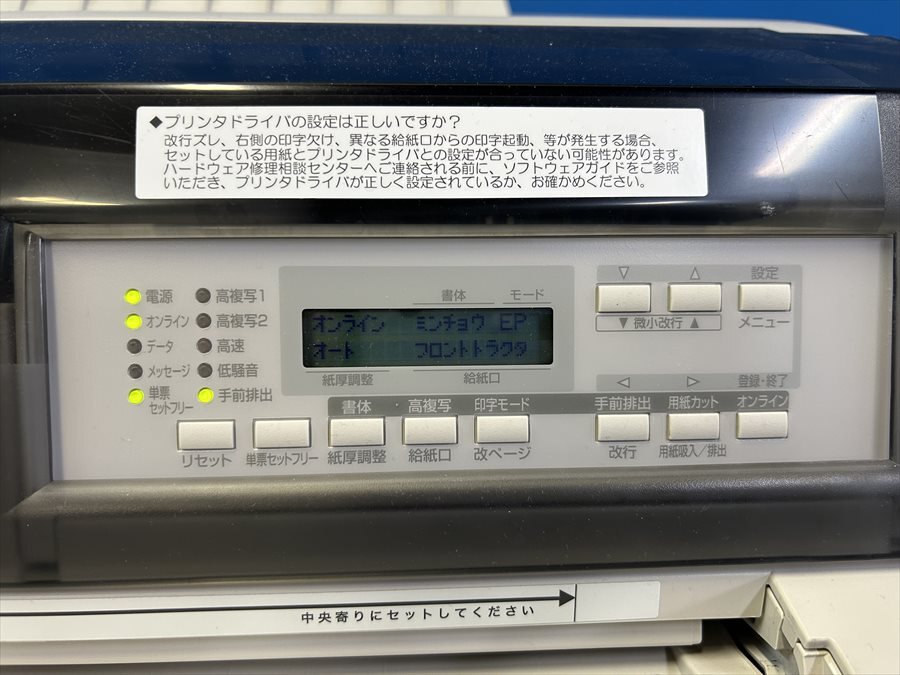 ◆プリンタドライバの設定は正しいですか？
改行ズレ、右側の印字欠け、異なる給紙口からの印字起動、等が発生する場合、
セットしている用紙とプリンタドライバとの設定が合っていない可能性があります。
ハードウェア修理相談センターへご連絡される前に、ソフトウェアガイドをご参照
いただき、プリンタドライバが正しく設定されているか、お確かめください。
電源 高複写1
オンライン 高複写2
データ 高速
メッセージ 低騒音
単票
セットフリー 手前排出
書体 モード
オンライン ミンチョウ EP
オート フロントトラクタ
紙厚調整 給紙口
▽ △ 設定
▼ 微小改行 ▲ メニュー
◁ ▷ 登録・終了
書体 高複写 印字モード 手前排出 用紙カット オンライン
リセット 単票セットフリー 紙厚調整 給紙口 改ページ 改行 用紙吸入／排出
中央寄りにセットしてください